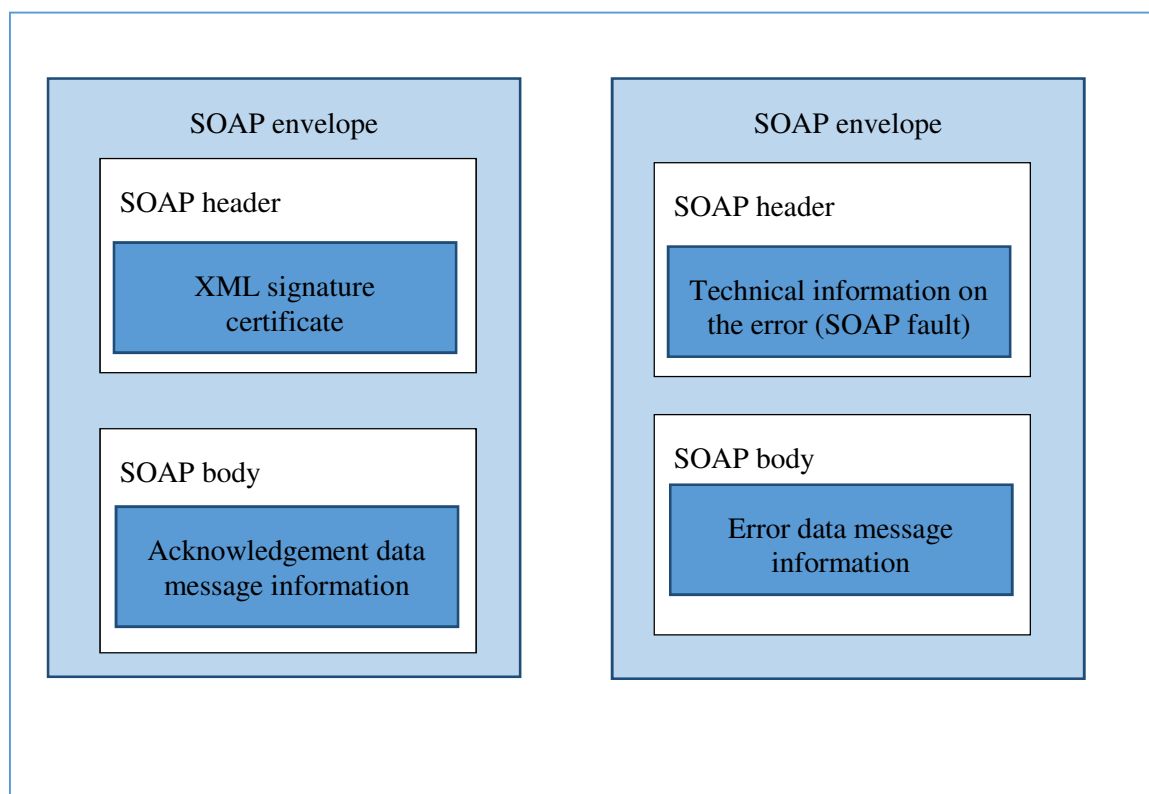 SOAP envelope
SOAP header
XML signature
certificate
SOAP body
Acknowledgement data
message information
SOAP envelope
SOAP header
Technical information on
the error (SOAP fault)
SOAP body
Error data message
information